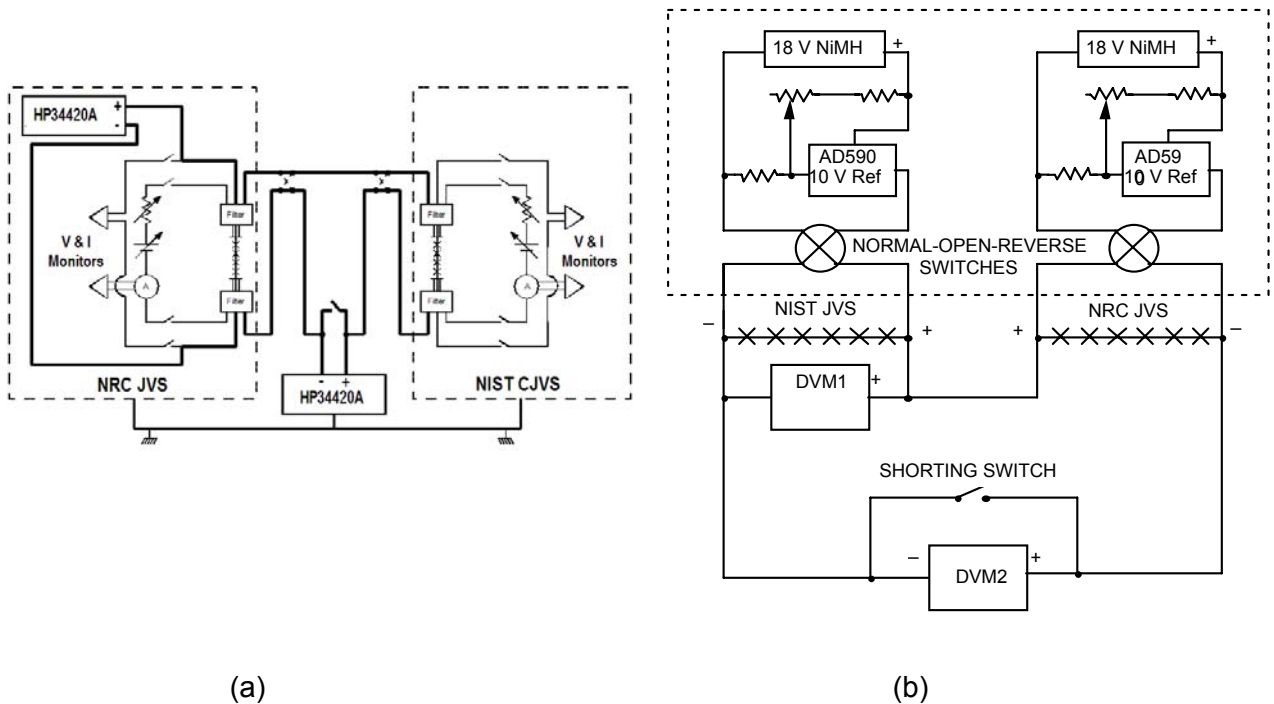 HP34420A
+
-
V & I
Monitors
A
Filter
Filter
NRC JVS
Filter
Filter
A
V & I
Monitors
NIST CJVS
- +
HP34420A
(a)
18 V NiMH
+
18 V NiMH
+
AD590
10 V Ref
AD59
0
10 V Ref
NORMAL-OPEN-REVERSE
SWITCHES
–
NIST JVS
+
+
NRC JVS
–
DVM1
+
SHORTING SWITCH
–
DVM2
+
(b)